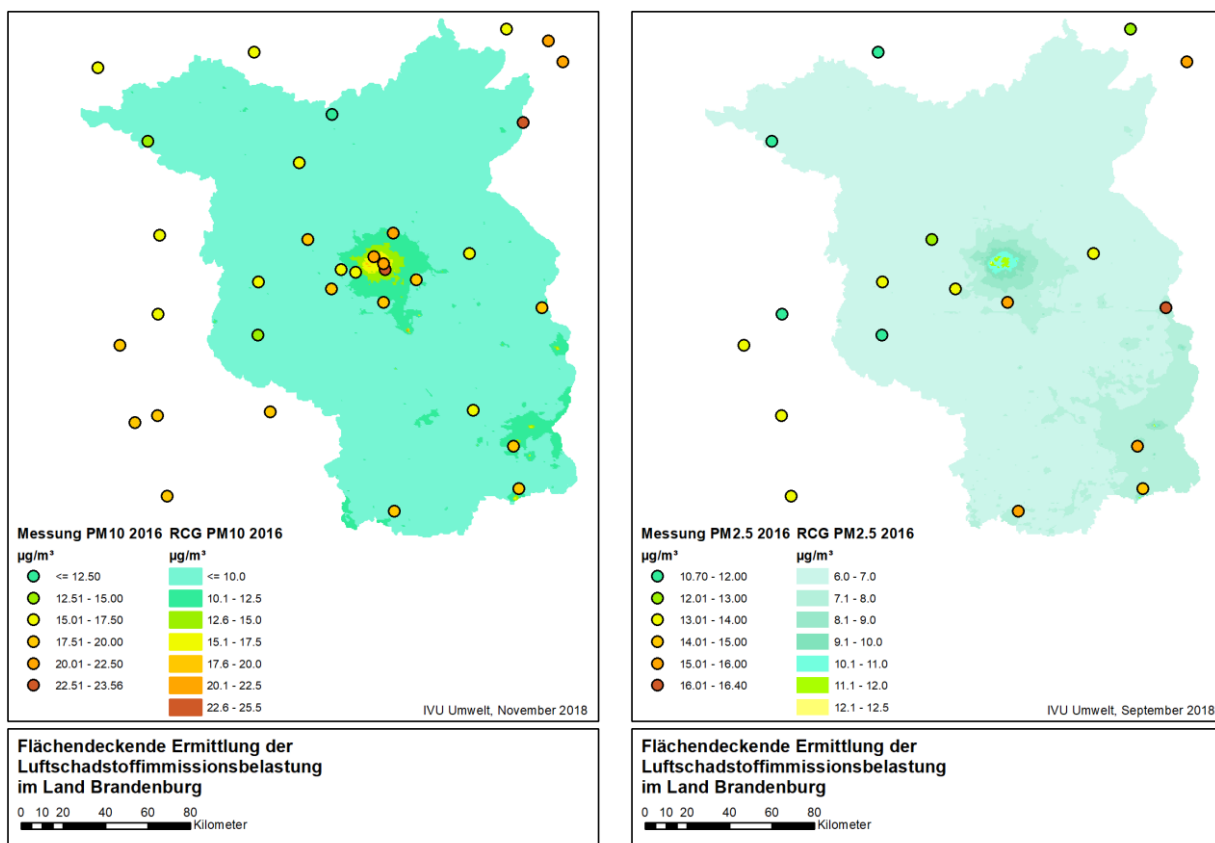 Messung PM10 2016 RCG PM10 2016
µg/m³ µg/m³
<= 12.50 <= 10.0
12.51 - 15.00 10.1 - 12.5
15.01 - 17.50 12.6 - 15.0
17.51 - 20.00 15.1 - 17.5
20.01 - 22.50 17.6 - 20.0
22.51 - 23.56 20.1 - 22.5
22.6 - 25.5
IVU Umwelt, November 2018
Flächendeckende Ermittlung der
Luftschadstoffimmissionsbelastung
im Land Brandenburg
0 10 20 40 60 80
Kilometer
Messung PM2.5 2016 RCG PM2.5 2016
µg/m³ µg/m³
10.70 - 12.00 6.0 - 7.0
12.01 - 13.00 7.1 - 8.0
13.01 - 14.00 8.1 - 9.0
14.01 - 15.00 9.1 - 10.0
15.01 - 16.00 10.1 - 11.0
16.01 - 16.40 11.1 - 12.0
12.1 - 12.5
IVU Umwelt, September 2018
Flächendeckende Ermittlung der
Luftschadstoffimmissionsbelastung
im Land Brandenburg
0 10 20 40 60 80
Kilometer